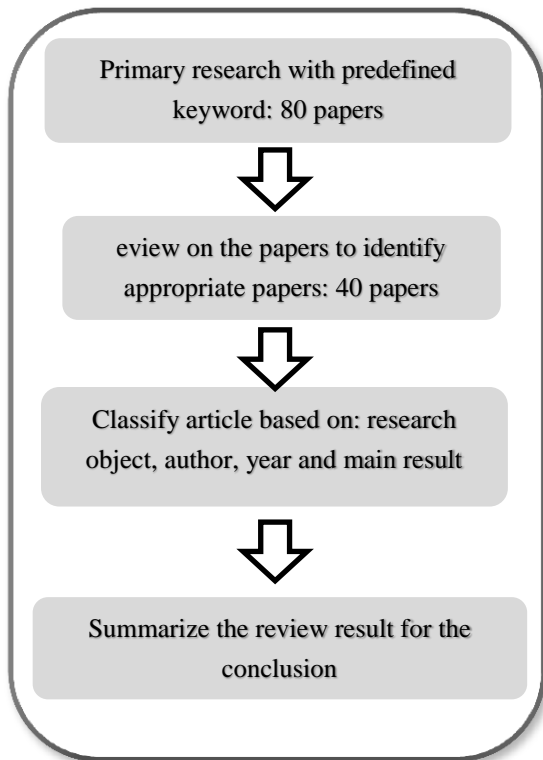 Primary research with predefined
keyword: 80 papers
eview on the papers to identify
appropriate papers: 40 papers
Classify article based on: research
object, author, year and main result
Summarize the review result for the
conclusion